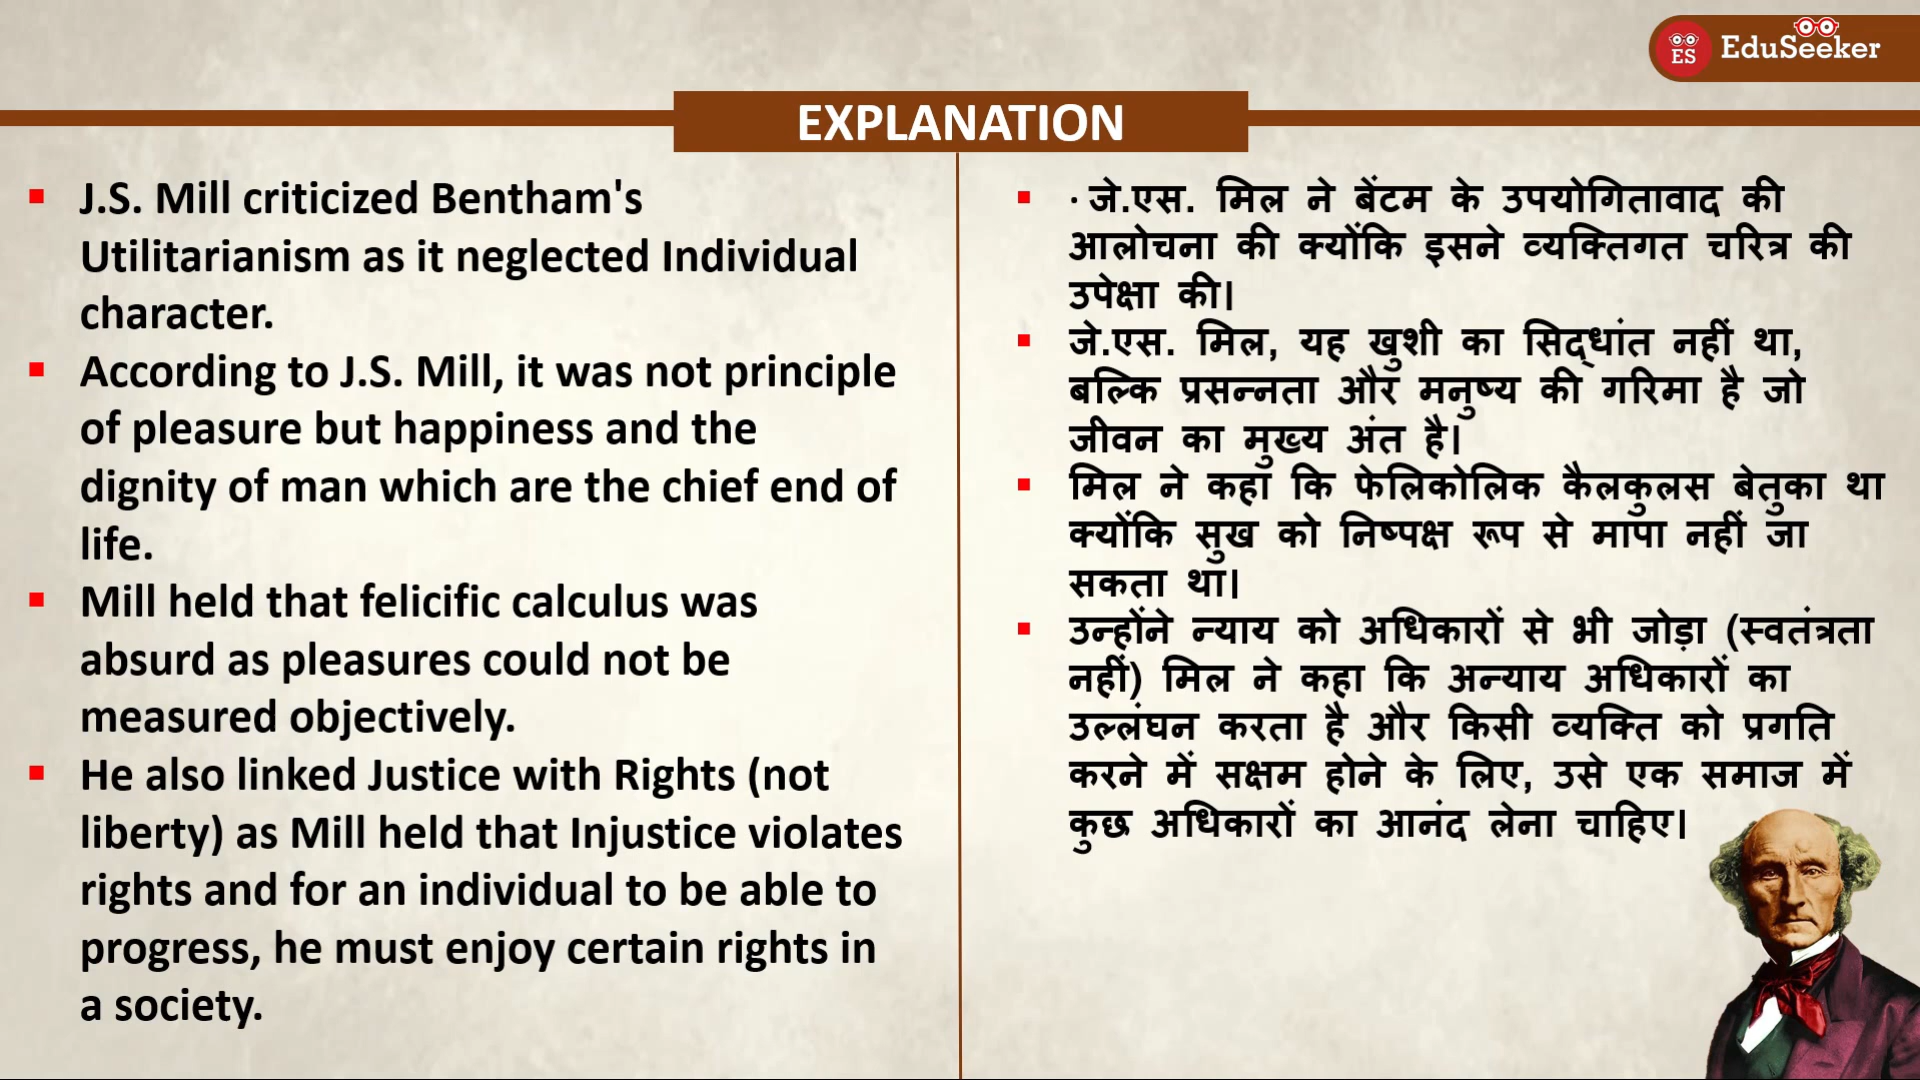 ES EduSeeker
EXPLANATION
▪ J.S. Mill criticized Bentham's
Utilitarianism as it neglected Individual
character.
▪ According to J.S. Mill, it was not principle
of pleasure but happiness and the
dignity of man which are the chief end of
life.
▪ Mill held that felicific calculus was
absurd as pleasures could not be
measured objectively.
▪ He also linked Justice with Rights (not
liberty) as Mill held that Injustice violates
rights and for an individual to be able to
progress, he must enjoy certain rights in
a society.
▪ · जे.एस. मिल ने बेंटम के उपयोगितावाद की
आलोचना की क्योंकि इसने व्यक्तिगत चरित्र की
उपेक्षा की।
▪ जे.एस. मिल, यह खुशी का सिद्धांत नहीं था,
बल्कि प्रसन्नता और मनुष्य की गरिमा है जो
जीवन का मुख्य अंत है।
▪ मिल ने कहा कि फेलिकोलिक कैलकुलस बेतुका था
क्योंकि सुख को निष्पक्ष रूप से मापा नहीं जा
सकता था।
▪ उन्होंने न्याय को अधिकारों से भी जोड़ा (स्वतंत्रता
नहीं) मिल ने कहा कि अन्याय अधिकारों का
उल्लंघन करता है और किसी व्यक्ति को प्रगति
करने में सक्षम होने के लिए, उसे एक समाज में
कुछ अधिकारों का आनंद लेना चाहिए।